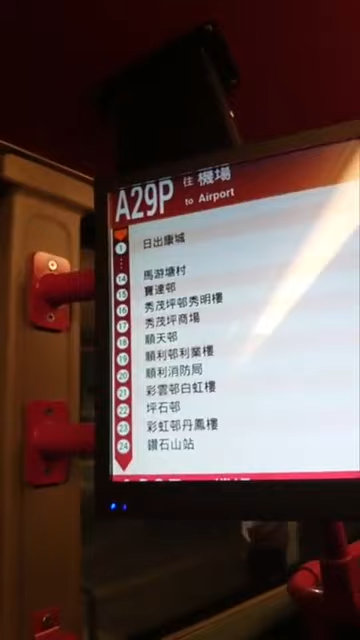 A29P 往 機場
to Airport
1 日出康城
14 馬游塘村
15 寶達邨
16 秀茂坪邨秀明樓
17 秀茂坪商場
18 順天邨
19 順利邨利業樓
20 順利消防局
21 彩雲邨白虹樓
22 坪石邨
23 彩虹邨丹鳳樓
24 鑽石山站